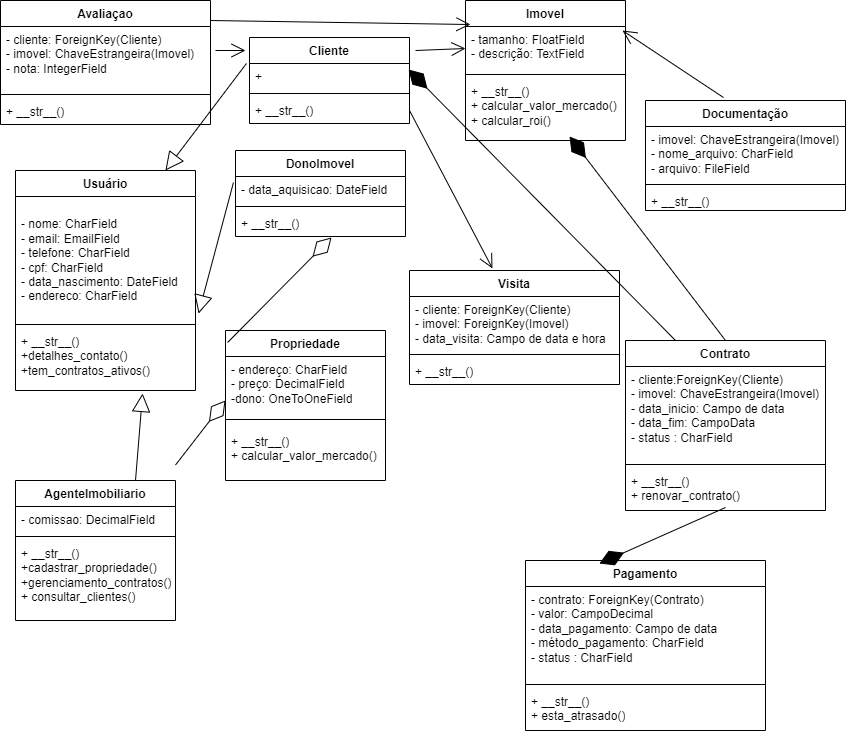 Avaliação
- cliente: ForeignKey(Cliente)
- imovel: ChaveEstrangeira(Imovel)
- nota: IntegerField
+ __str__()
Cliente
+
+ __str__()
Imovel
- tamanho: FloatField
- descrição: TextField
+ __str__()
+ calcular_valor_mercado()
+ calcular_roi()
Documentação
- imovel: ChaveEstrangeira(Imovel)
- nome_arquivo: CharField
- arquivo: FileField
+ __str__()
Usuário
- nome: CharField
- email: EmailField
- telefone: CharField
- cpf: CharField
- data_nascimento: DateField
- endereco: CharField
+ __str__()
+detalhes_contato()
+tem_contratos_ativos()
DonoImovel
- data_aquisicao: DateField
+ __str__()
Visita
- cliente: ForeignKey(Cliente)
- imovel: ForeignKey(Imovel)
- data_visita: Campo de data e hora
+ __str__()
Propriedade
- endereço: CharField
- preço: DecimalField
-dono: OneToOneField
+ __str__()
+ calcular_valor_mercado()
Contrato
- cliente:ForeignKey(Cliente)
- imovel: ChaveEstrangeira(Imovel)
- data_inicio: Campo de data
- data_fim: CampoData
- status : CharField
+ __str__()
+ renovar_contrato()
AgenteImobiliario
- comissao: DecimalField
+ __str__()
+cadastrar_propriedade()
+gerenciamento_contratos()
+ consultar_clientes()
Pagamento
- contrato: ForeignKey(Contrato)
- valor: CampoDecimal
- data_pagamento: Campo de data
- método_pagamento: CharField
- status : CharField
+ __str__()
+ esta_atrasado()